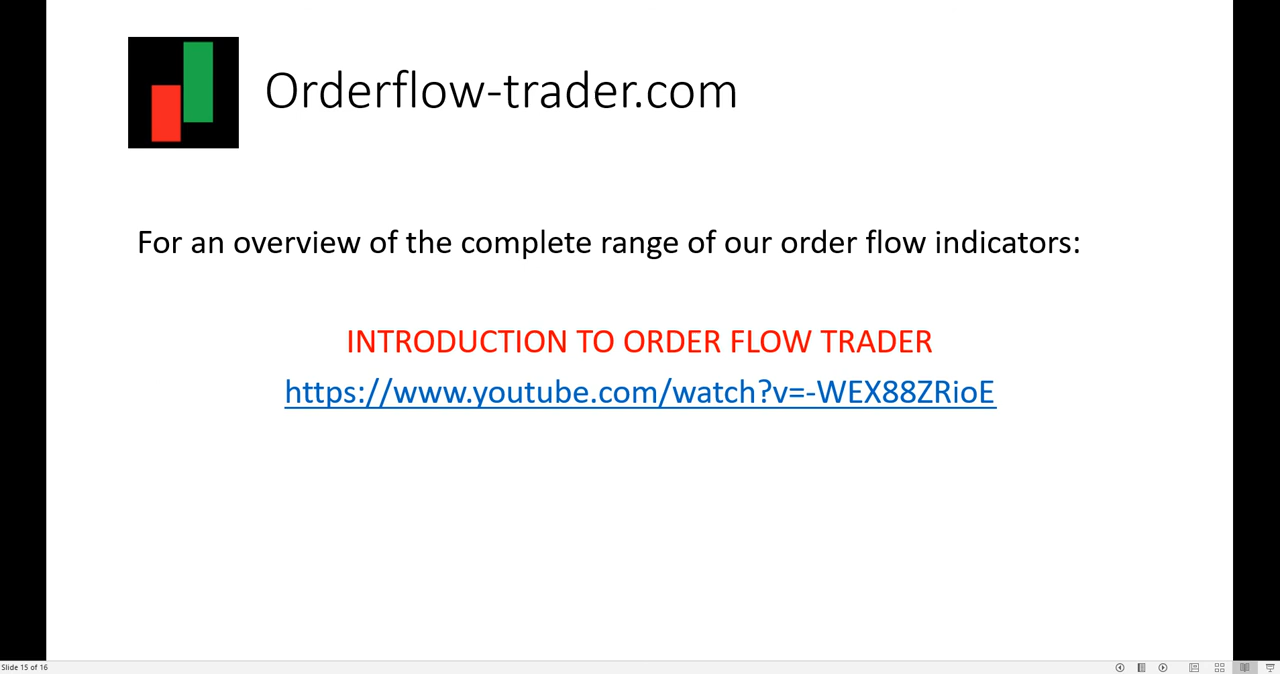 Orderflow-trader.com
For an overview of the complete range of our order flow indicators:
INTRODUCTION TO ORDER FLOW TRADER
https://www.youtube.com/watch?v=-WEX88ZRioE
Slide 15 of 16